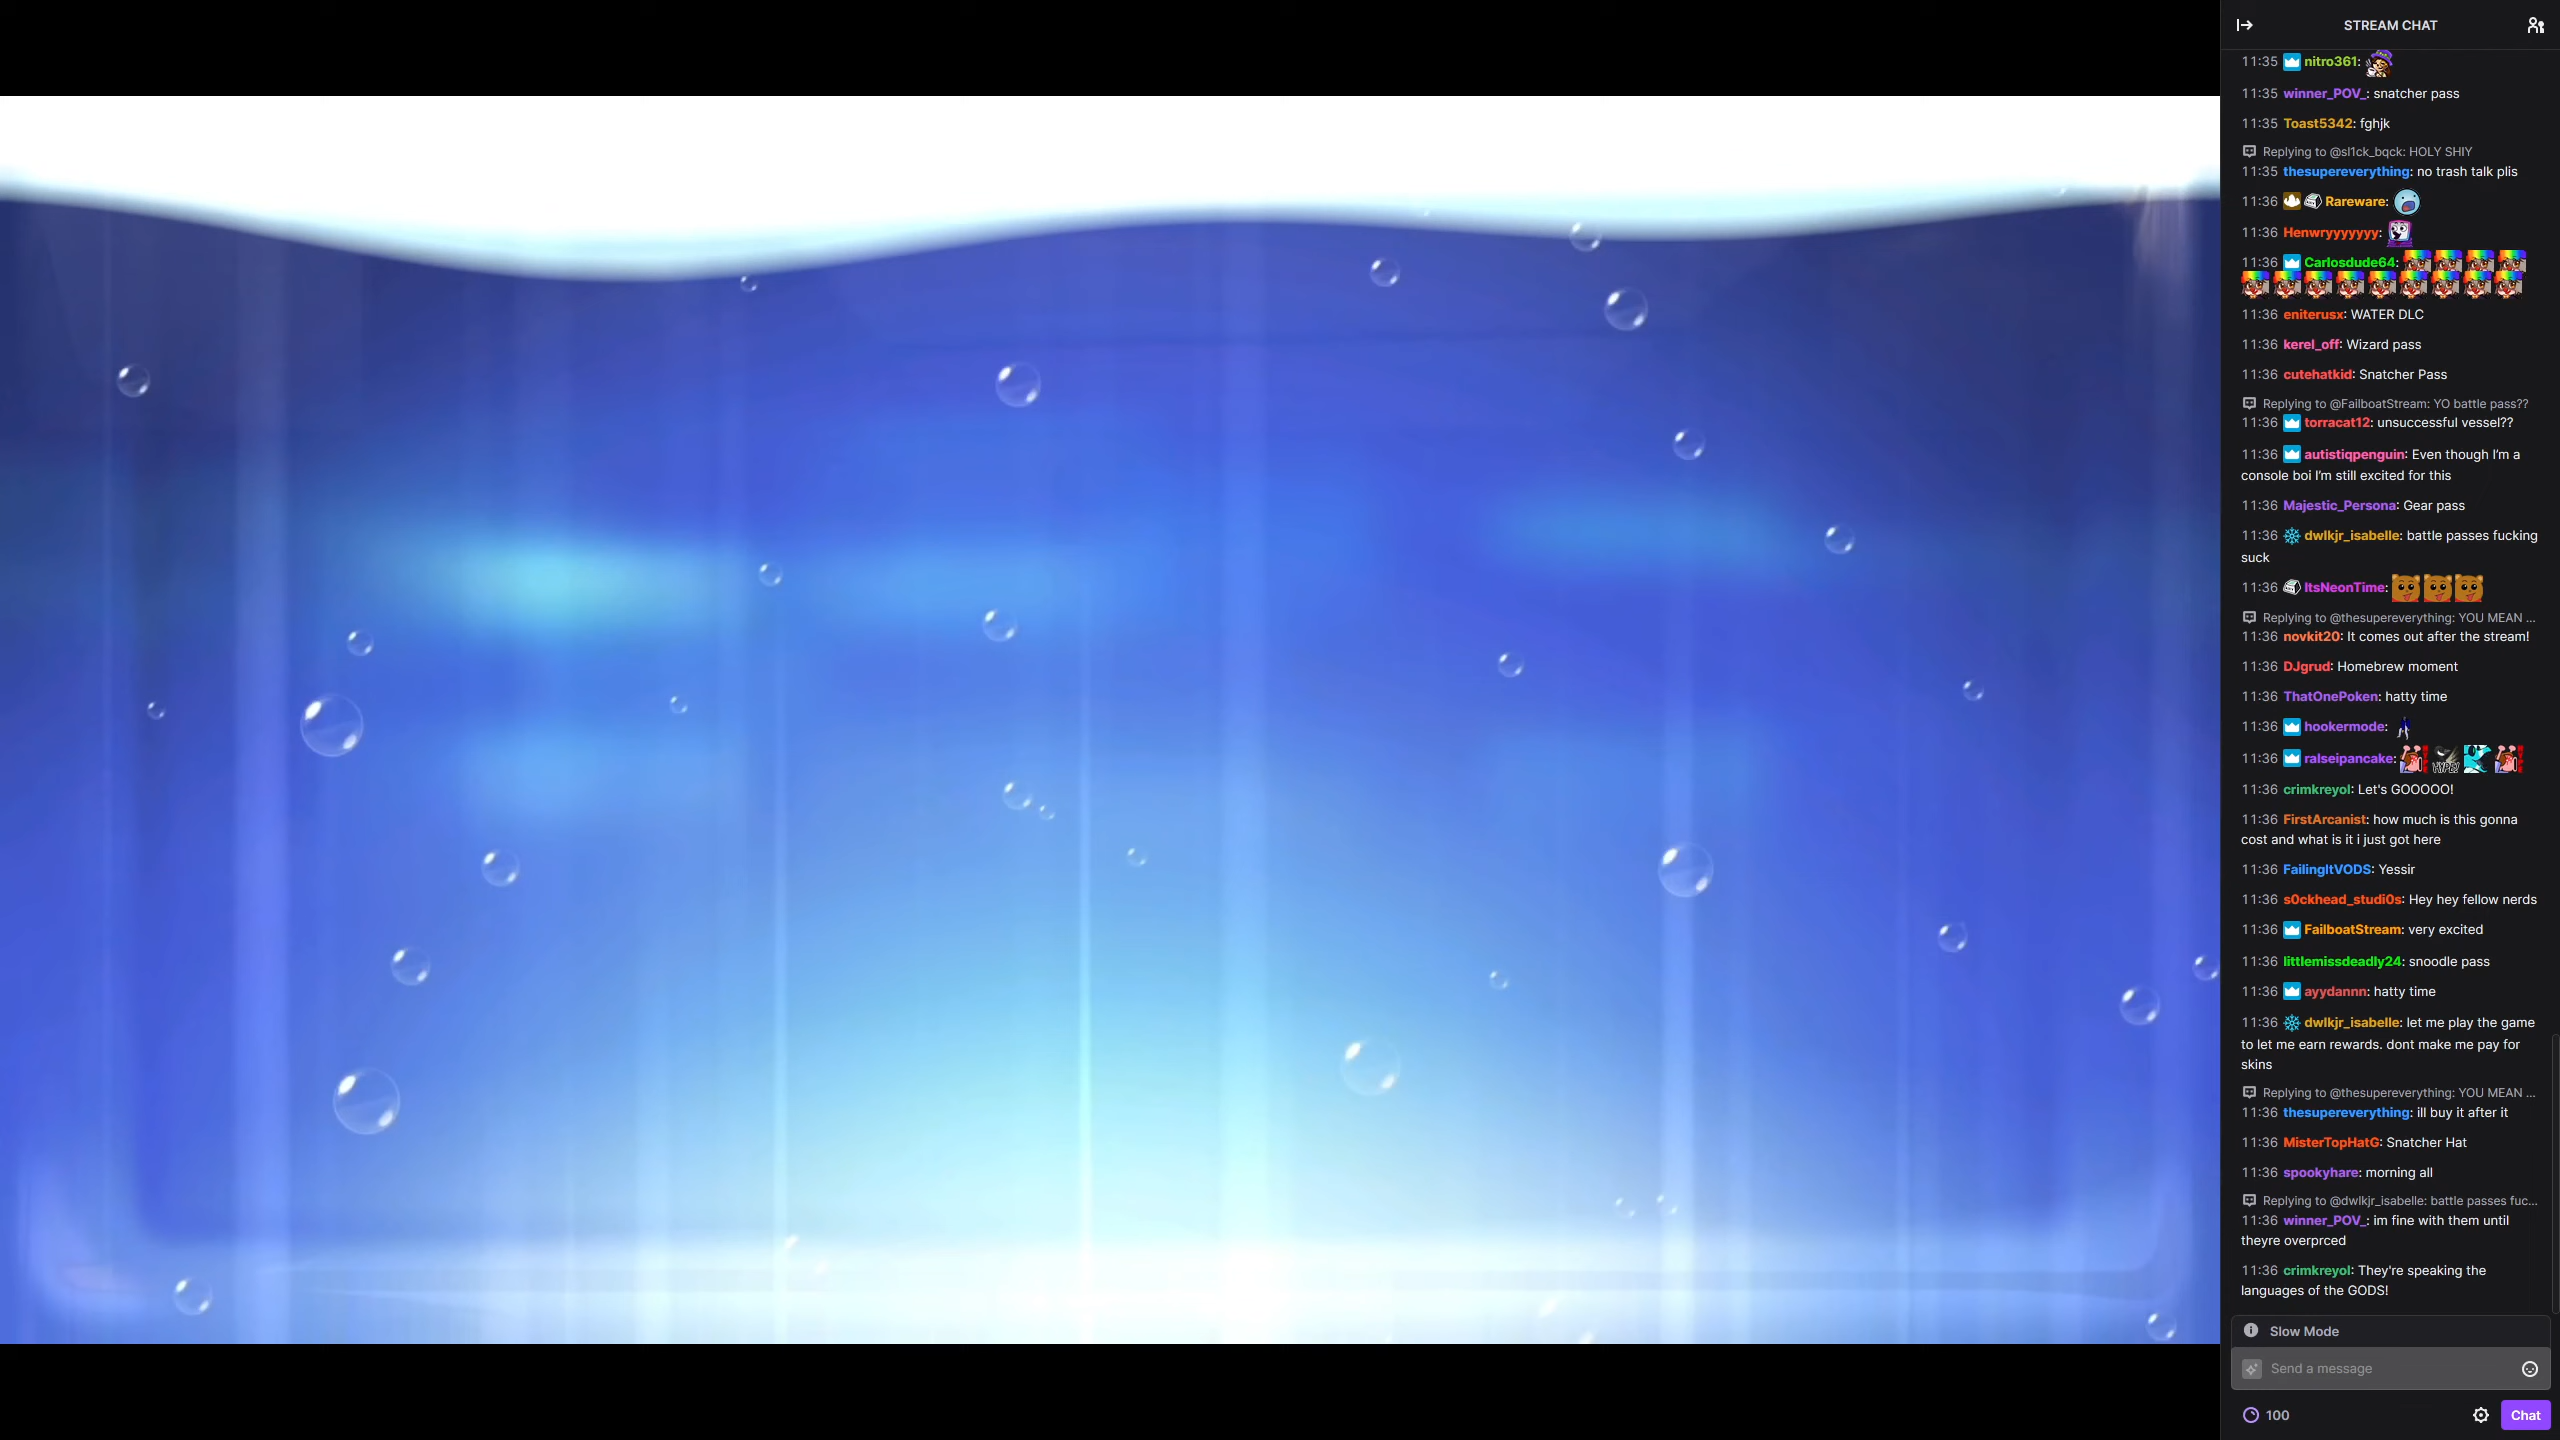 STREAM CHAT
11:35 nitro361:
11:35 winner_POV_: snatcher pass
11:35 Toast5342: fghjk
Replying to @sl1ck_bqck: HOLY SHIY
11:35 thesupereverything: no trash talk plis
11:36 Rareware:
11:36 Henwryyyyyyy:
11:36 Carlosdude64:
11:36 eniterusx: WATER DLC
11:36 kerel_off: Wizard pass
11:36 cutehatkid: Snatcher Pass
Replying to @FailboatStream: YO battle pass??
11:36 torracat12: unsuccessful vessel??
11:36 autistiqpenguin: Even though I'm a
console boi I'm still excited for this
11:36 Majestic_Persona: Gear pass
11:36 dwlkjr_isabelle: battle passes fucking
suck
11:36 ItsNeonTime:
Replying to @thesupereverything: YOU MEAN ...
11:36 novkit20: It comes out after the stream!
11:36 DJgrud: Homebrew moment
11:36 ThatOnePoken: hatty time
11:36 hookermode:
11:36 ralseipancake: HYPE!
11:36 crimkreyol: Let's GOOOOO!
11:36 FirstArcanist: how much is this gonna
cost and what is it i just got here
11:36 FailingItVODS: Yessir
11:36 s0ckhead_studi0s: Hey hey fellow nerds
11:36 FailboatStream: very excited
11:36 littlemissdeadly24: snoodle pass
11:36 ayydannn: hatty time
11:36 dwlkjr_isabelle: let me play the game
to let me earn rewards. dont make me pay for
skins
Replying to @thesupereverything: YOU MEAN ...
11:36 thesupereverything: ill buy it after it
11:36 MisterTopHatG: Snatcher Hat
11:36 spookyhare: morning all
Replying to @dwlkjr_isabelle: battle passes fuc...
11:36 winner_POV_: im fine with them until
theyre overprced
11:36 crimkreyol: They're speaking the
languages of the GODS!
Slow Mode
Send a message
100
Chat